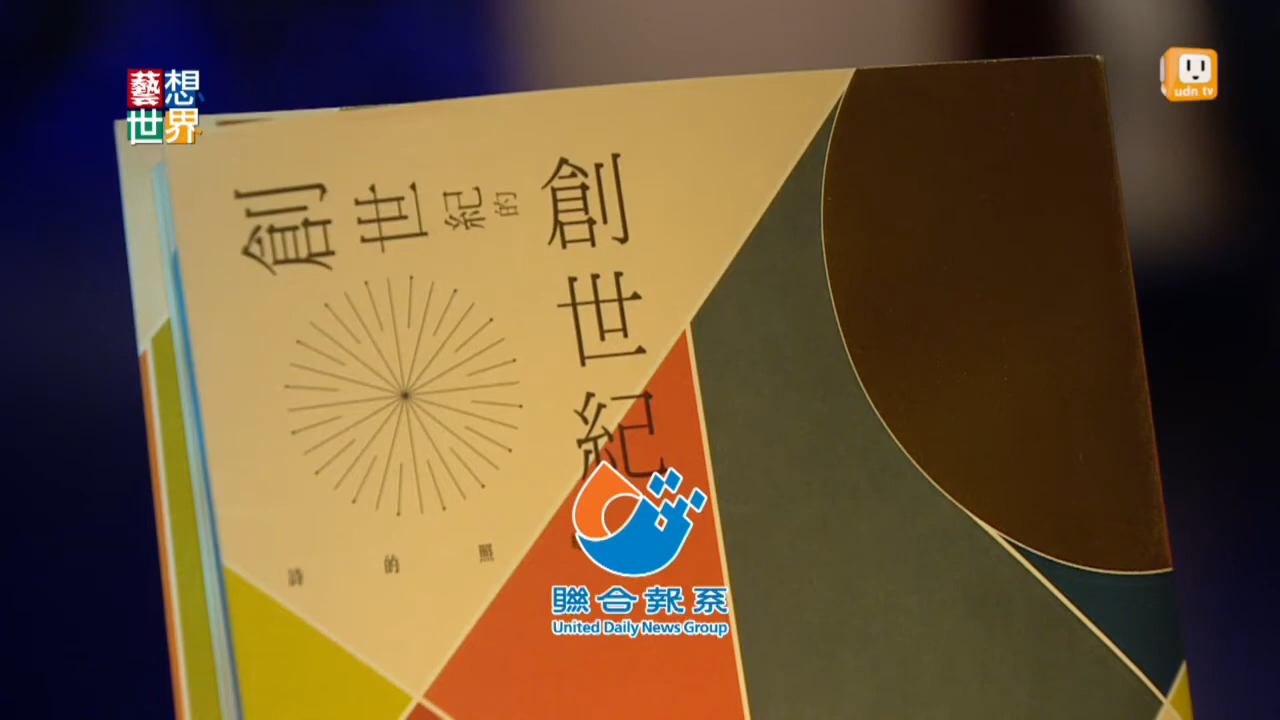 藝想
世界
udn tv
創世紀的
創世紀
詩的
聯合報系
United Daily News Group